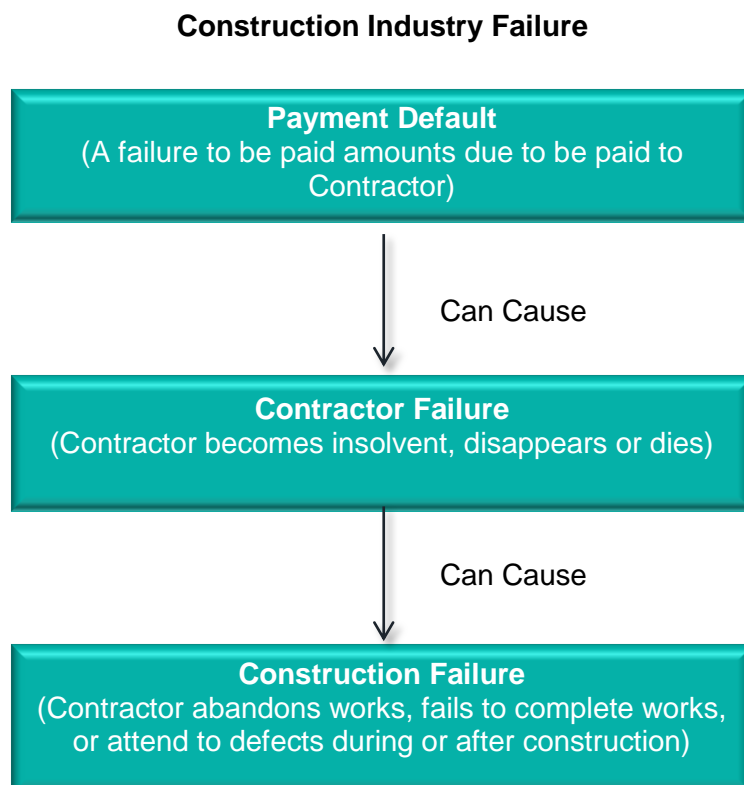 Construction Industry Failure
Payment Default
(A failure to be paid amounts due to be paid to
Contractor)
Can Cause
Contractor Failure
(Contractor becomes insolvent, disappears or dies)
Can Cause
Construction Failure
(Contractor abandons works, fails to complete works,
or attend to defects during or after construction)